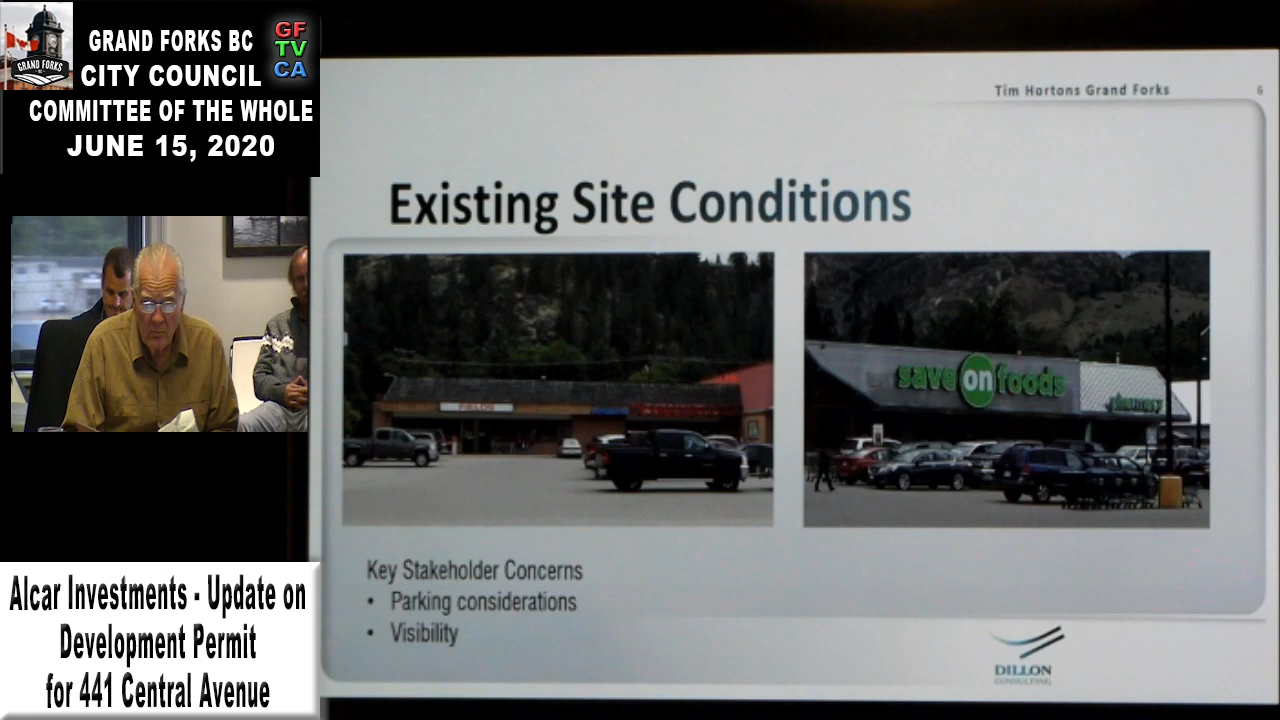 GRAND FORKS BC
CITY COUNCIL
COMMITTEE OF THE WHOLE
JUNE 15, 2020
GF
TV
CA
GRAND FORKS
Tim Hortons Grand Forks
6
Existing Site Conditions
FIELDS
save on foods
pharmacy
Key Stakeholder Concerns
• Parking considerations
• Visibility
DILLON
CONSULTING
Alcar Investments - Update on
Development Permit
for 441 Central Avenue